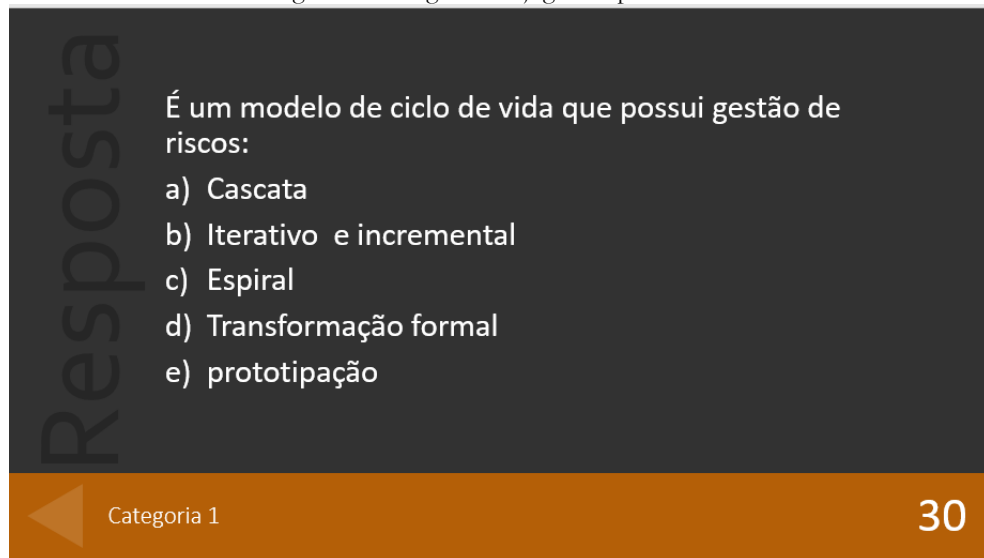 É um modelo de ciclo de vida que possui gestão de
riscos:
a) Cascata
b) Iterativo e incremental
c) Espiral
d) Transformação formal
e) prototipação
Resposta
Categoria 1
30